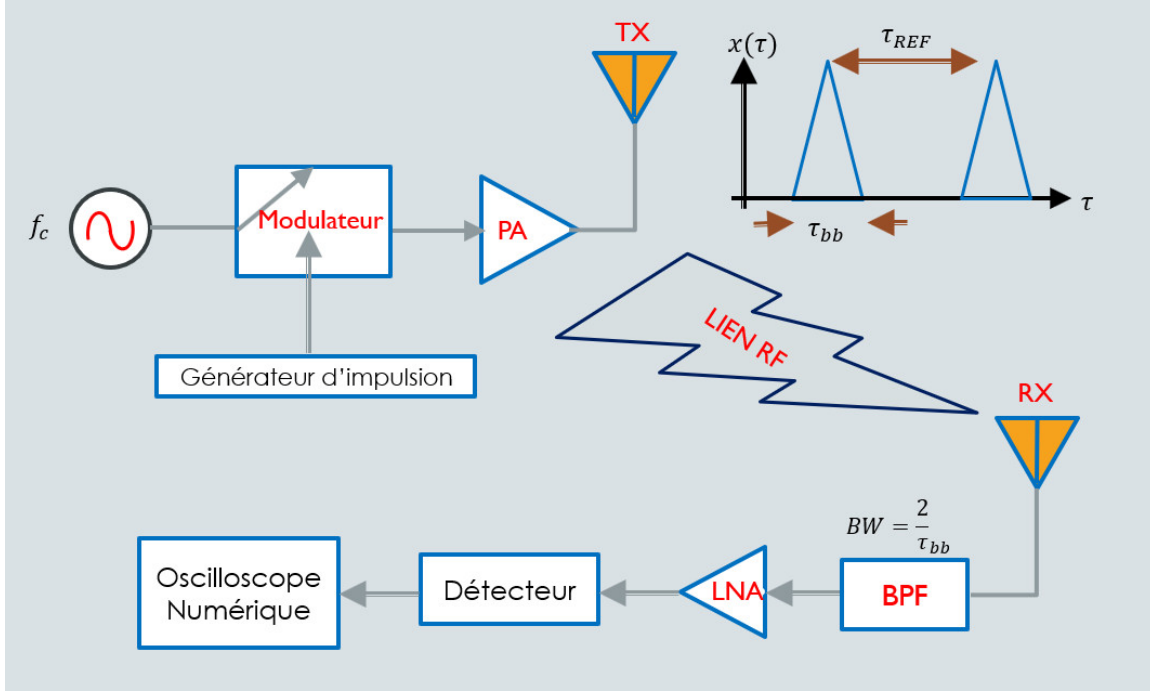 TX
x(τ)
τ_REF
f_c
Modulateur
PA
τ_bb
τ
Générateur d'impulsion
LIEN RF
RX
BW = 2/τ_bb
Oscilloscope
Numérique
Détecteur
LNA
BPF